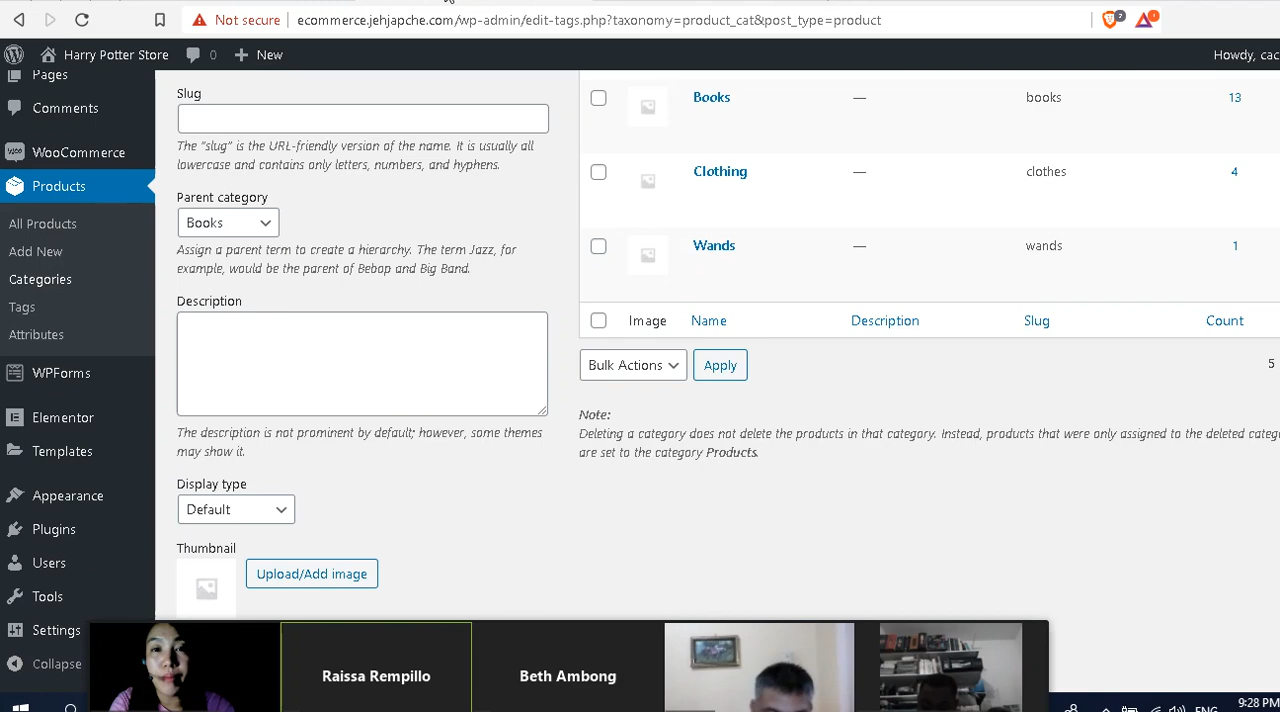 Not secure
ecommerce.jehjapche.com/wp-admin/edit-tags.php?taxonomy=product_cat&post_type=product
2
1
Harry Potter Store
0
New
Howdy, cac
Pages
Comments
WooCommerce
Products
All Products
Add New
Categories
Tags
Attributes
WPForms
Elementor
Templates
Appearance
Plugins
Users
Tools
Settings
Collapse
Slug
The “slug” is the URL-friendly version of the name. It is usually all
lowercase and contains only letters, numbers, and hyphens.
Parent category
Books
Assign a parent term to create a hierarchy. The term Jazz, for
example, would be the parent of Bebop and Big Band.
Description
The description is not prominent by default; however, some themes
may show it.
Display type
Default
Thumbnail
Upload/Add image
Books — books 13
Clothing — clothes 4
Wands — wands 1
Image Name Description Slug Count
Bulk Actions Apply
5
Note:
Deleting a category does not delete the products in that category. Instead, products that were only assigned to the deleted categ
are set to the category Products.
Raissa Rempillo
Beth Ambong
ENG
9:28 PM